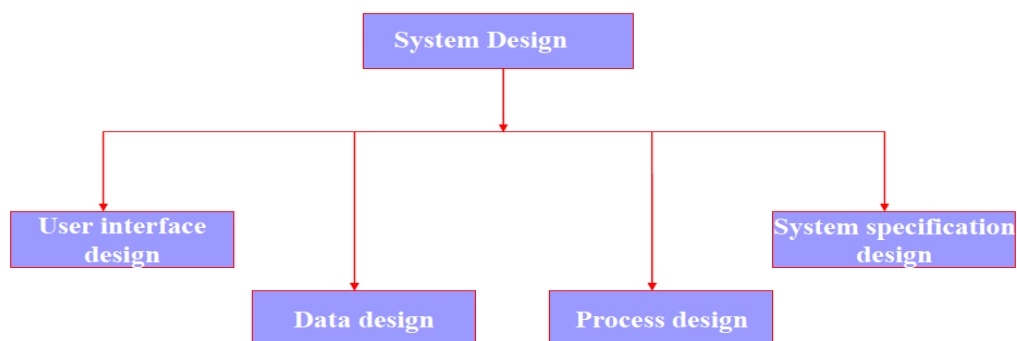 System Design
User interface
design
System specification
design
Data design
Process design